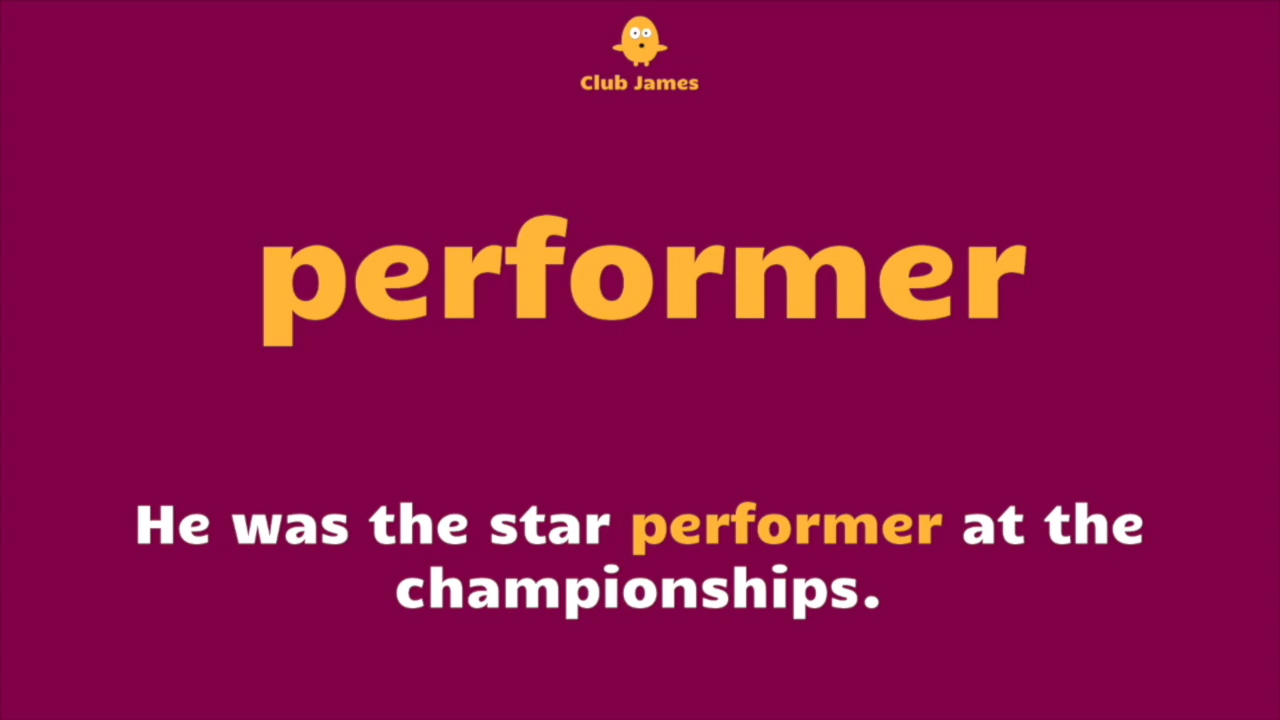 Club James
performer
He was the star performer at the
championships.